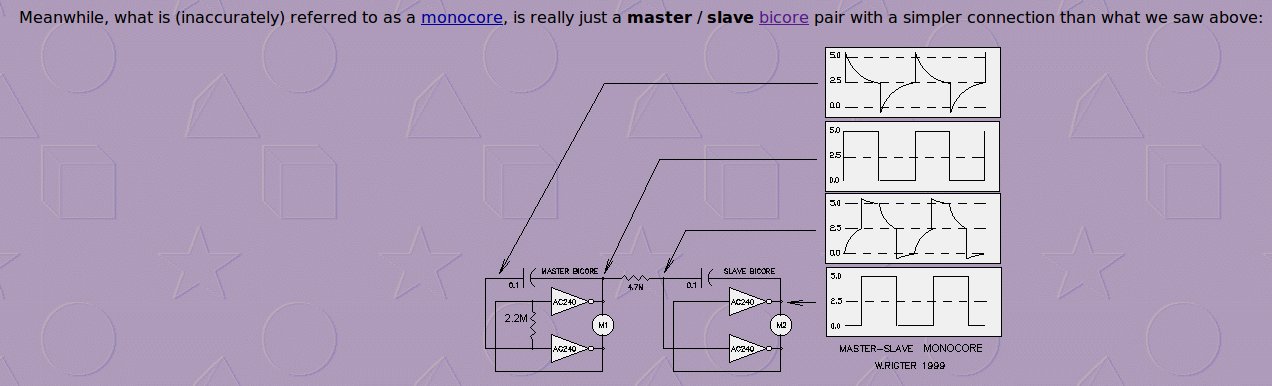 Meanwhile, what is (inaccurately) referred to as a monocore, is really just a master / slave bicore pair with a simpler connection than what we saw above:
5.0
2.5
0.0
5.0
2.5
0.0
5.0
2.5
0.0
5.0
2.5
0.0
MASTER BICORE
SLAVE BICORE
0.1
4.7M
0.1
AC240
AC240
2.2M
M1
M2
AC240
AC240
MASTER-SLAVE MONOCORE
W.RIGTER 1999